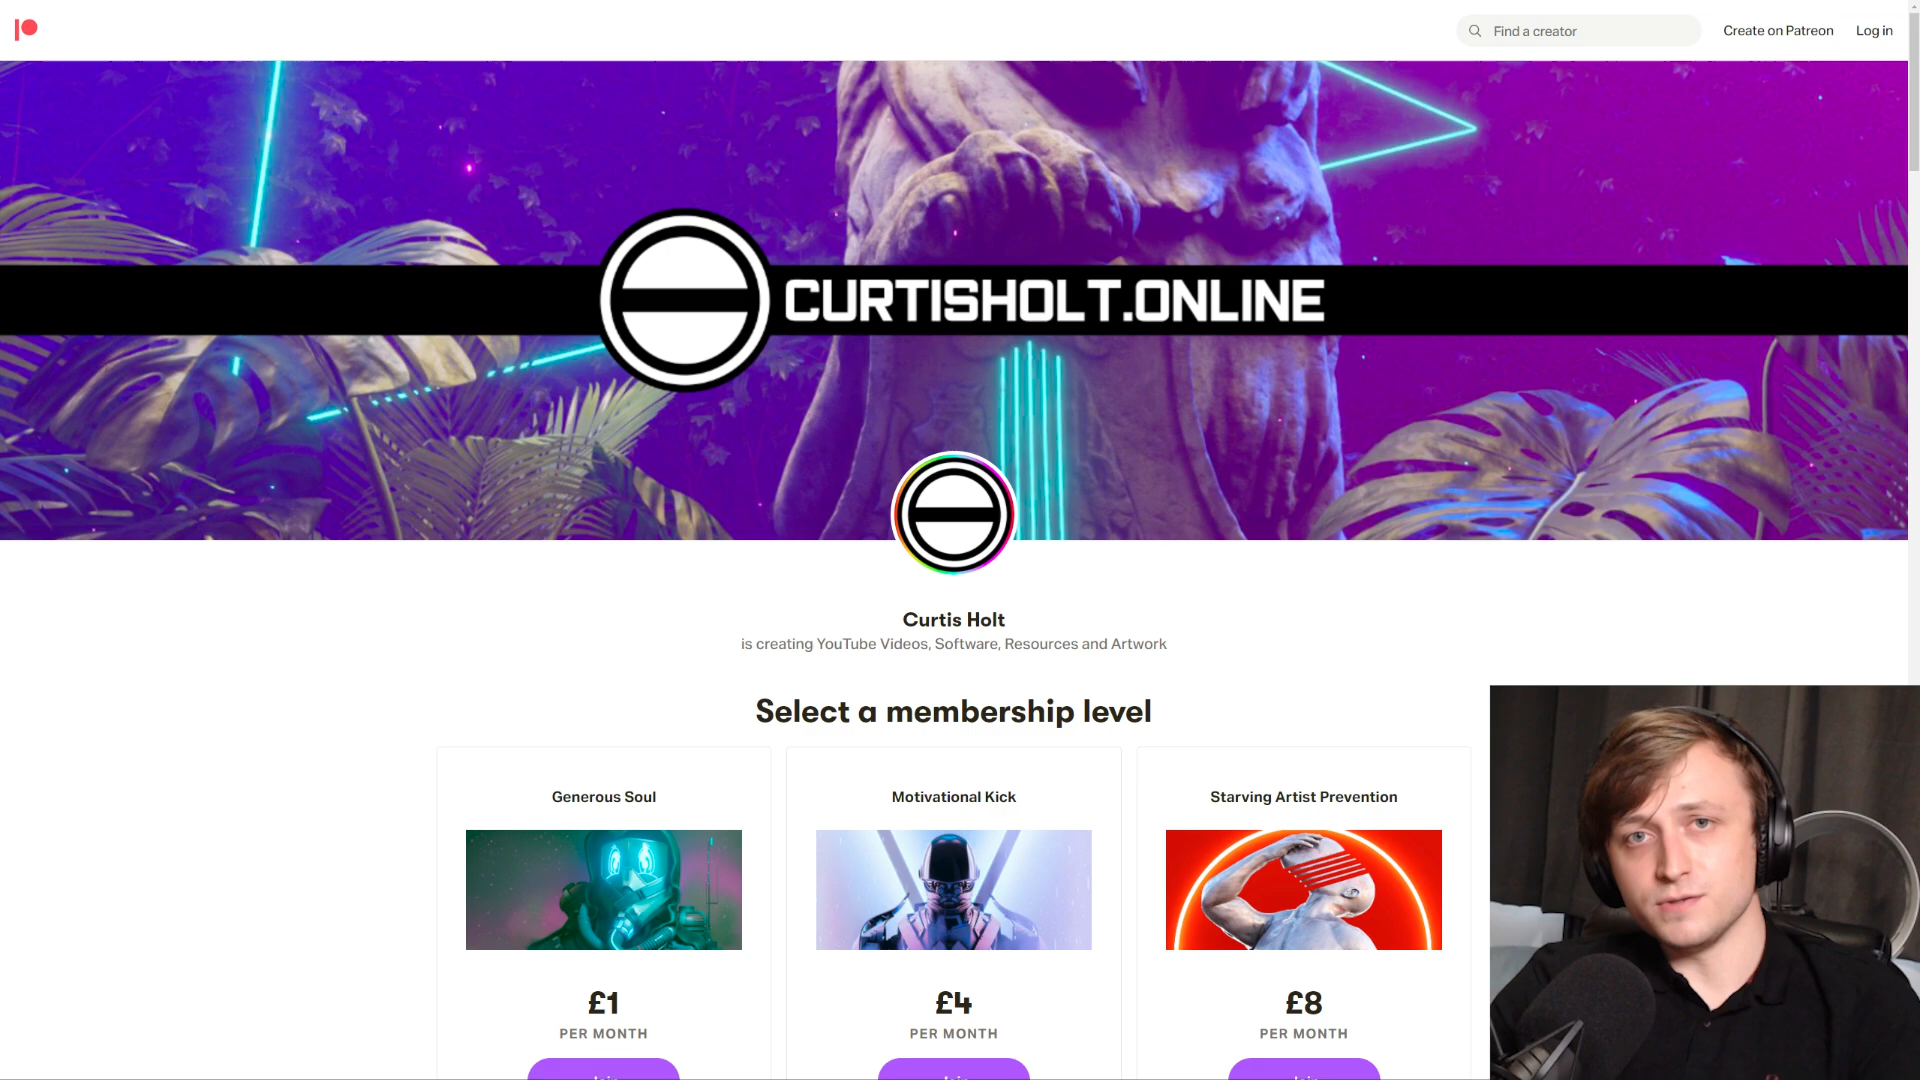 Find a creator
Create on Patreon
Log in
CURTISHOLT.ONLINE
Curtis Holt
is creating YouTube Videos, Software, Resources and Artwork
Select a membership level
Generous Soul
Motivational Kick
Starving Artist Prevention
£1
£4
£8
PER MONTH
PER MONTH
PER MONTH